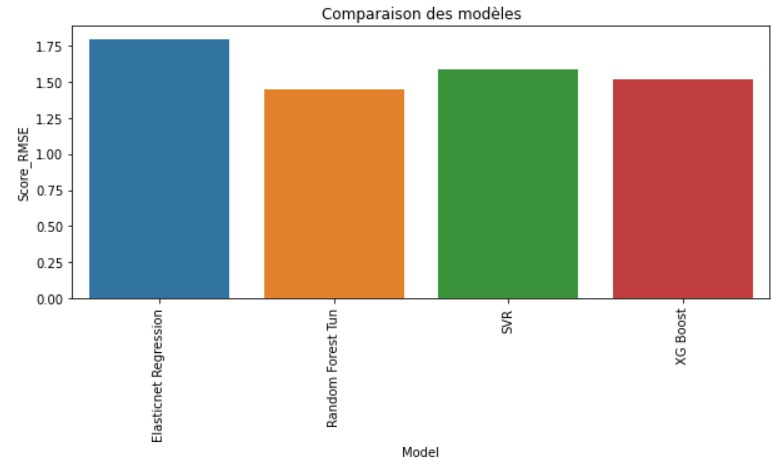 Comparaison des modèles
Score_RMSE
1.75
1.50
1.25
1.00
0.75
0.50
0.25
0.00
Elasticnet Regression
Random Forest Tun
SVR
XG Boost
Model